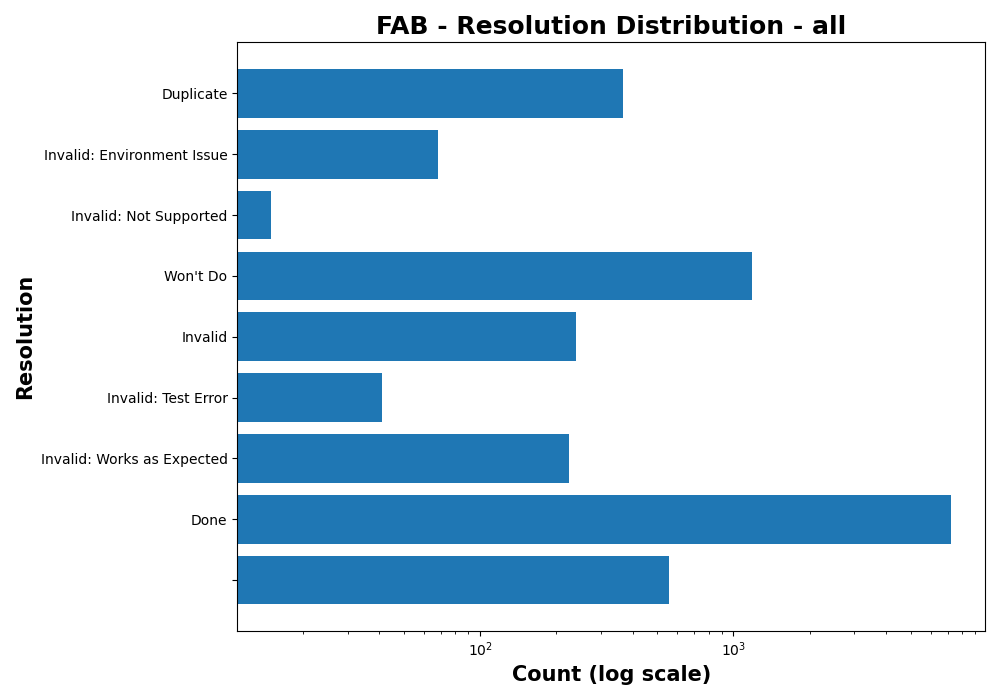 FAB - Resolution Distribution - all
Duplicate
Invalid: Environment Issue
Invalid: Not Supported
Won't Do
Invalid
Invalid: Test Error
Invalid: Works as Expected
Done
Resolution
10² 10³
Count (log scale)